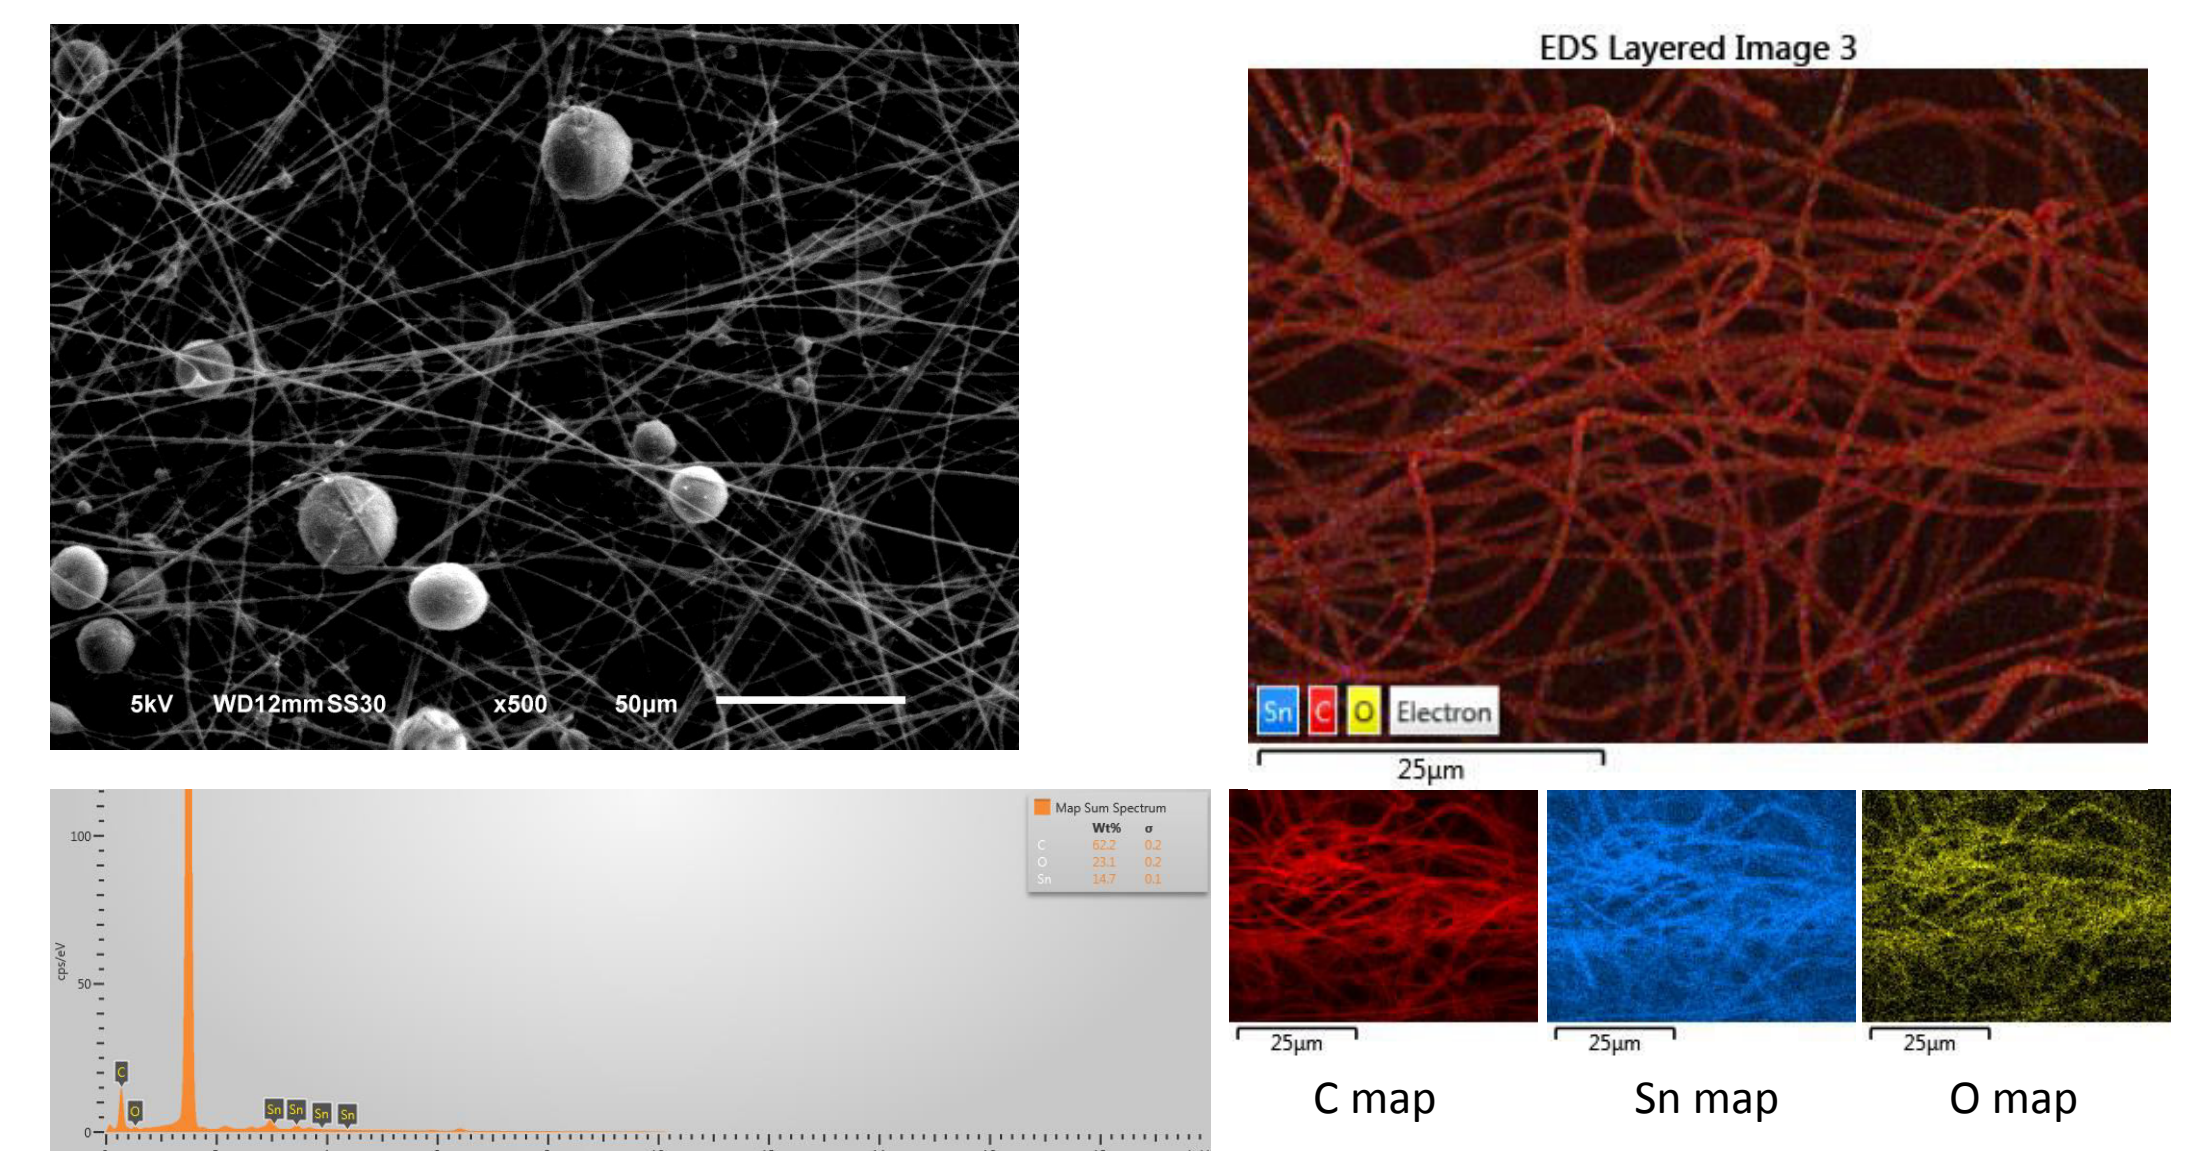 EDS Layered Image 3
5kV WD12mm SS30 x500 50µm
Sn C O Electron
25µm
Map Sum Spectrum
Wt% σ
C 62.2 0.2
O 23.1 0.2
Sn 14.7 0.1
100
50
0
cps/eV
C
O
Sn Sn Sn Sn
25µm 25µm 25µm
C map Sn map O map